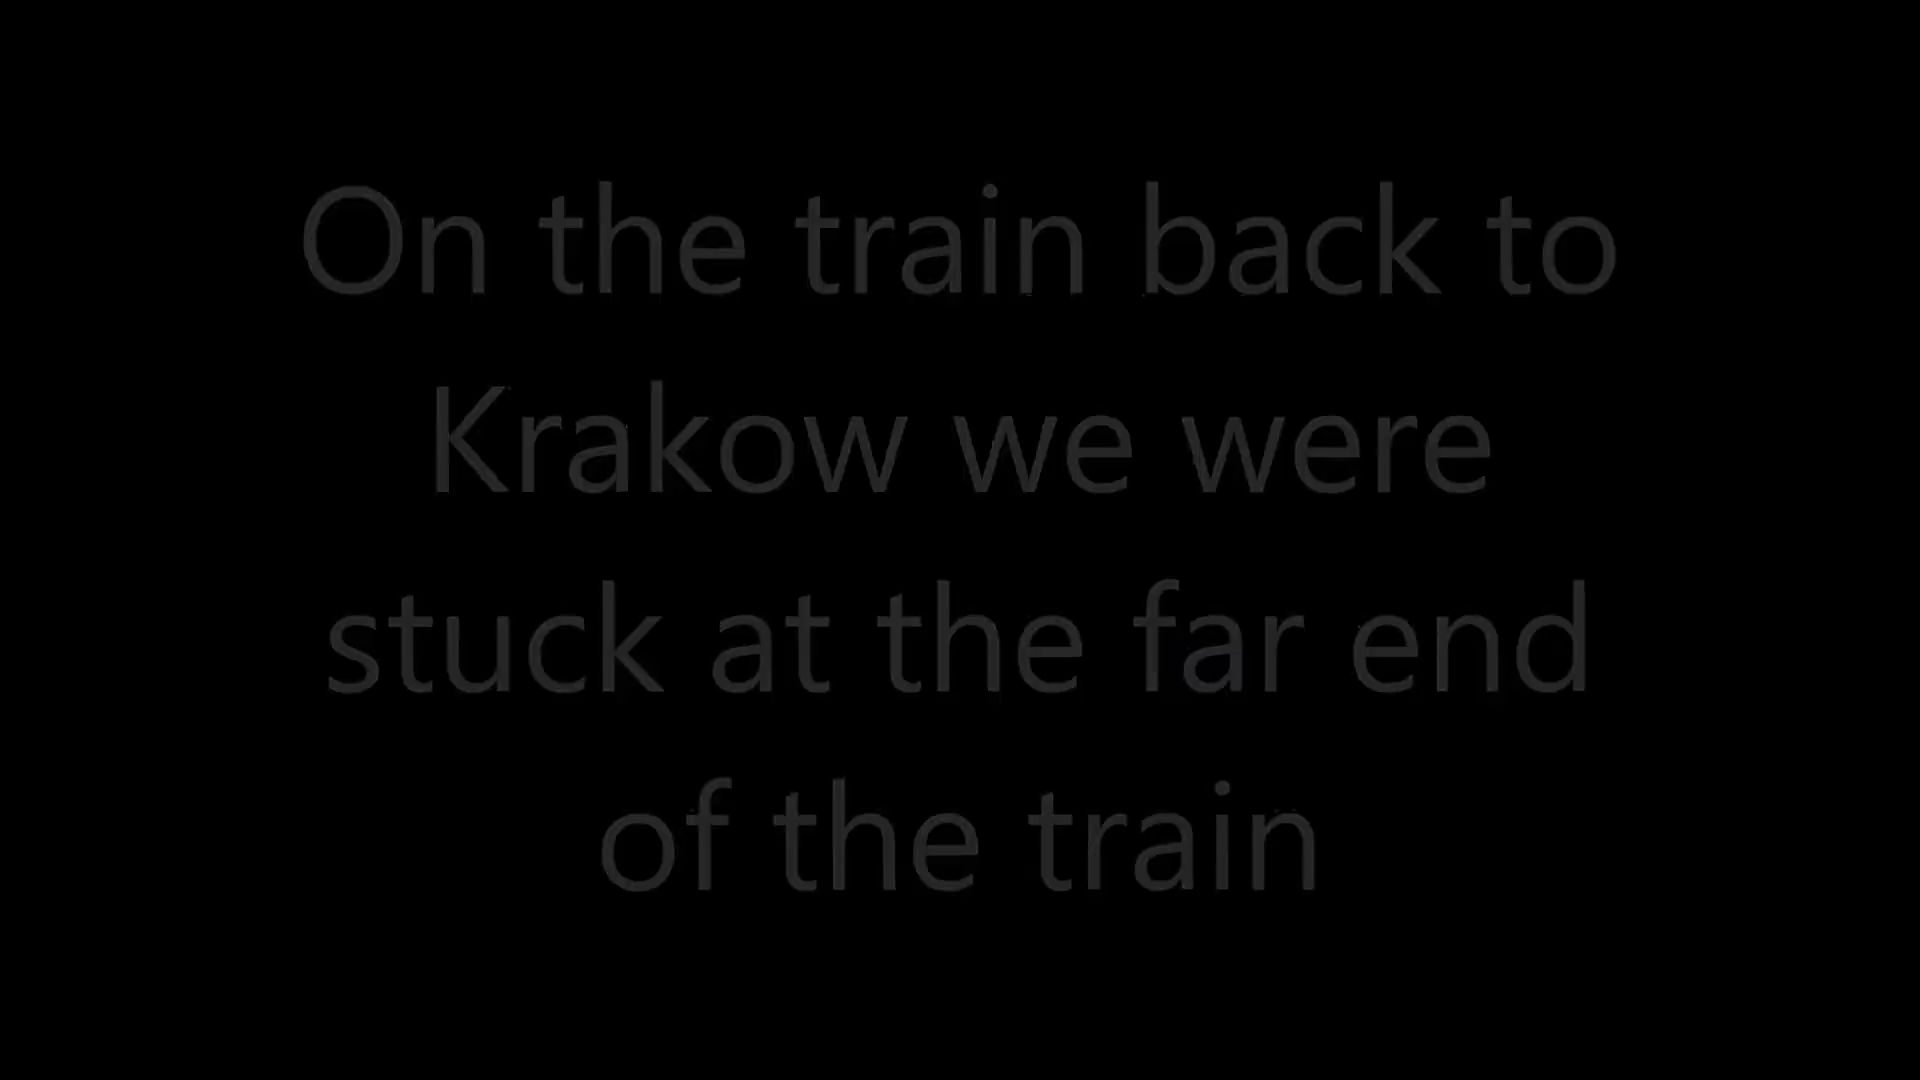 On the train back to
Krakow we were
stuck at the far end
of the train